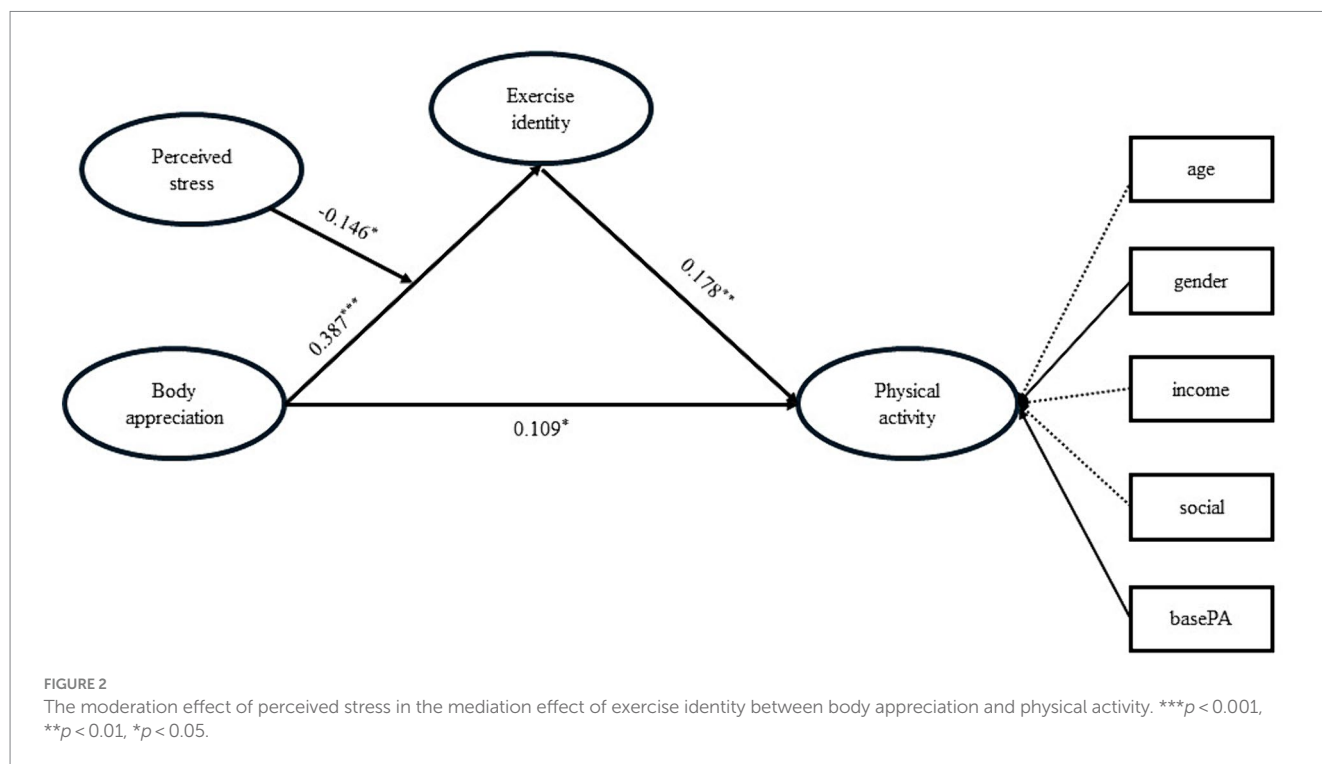 Exercise
identity
Perceived
stress
-0.146*
0.387***
0.178**
Body
appreciation
0.109*
Physical
activity
age
gender
income
social
basePA
FIGURE 2
The moderation effect of perceived stress in the mediation effect of exercise identity between body appreciation and physical activity. ***p < 0.001,
**p < 0.01, *p < 0.05.